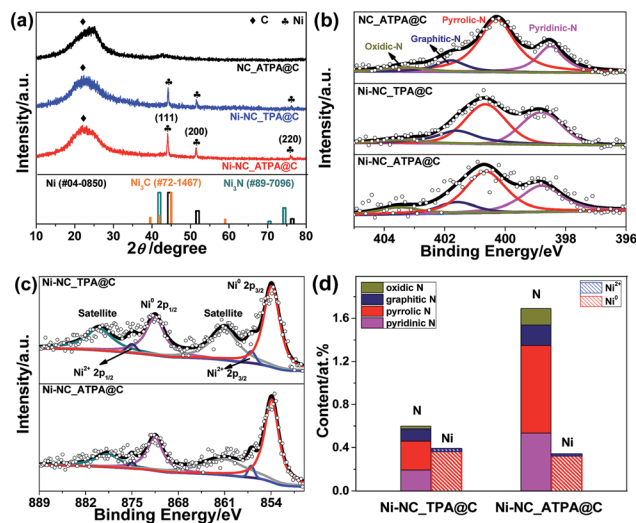 (a)
♦ C ♣ Ni
NC_ATPA@C
Ni-NC_TPA@C
(111)
(200)
(220)
Ni-NC_ATPA@C
Ni (#04-0850) Ni₃C (#72-1467) Ni₃N (#89-7096)
10 20 30 40 50 60 70 80
2θ /degree
Intensity/a.u.
(b)
NC_ATPA@C
Pyrrolic-N
Graphitic-N
Pyridinic-N
Oxidic-N
Ni-NC_TPA@C
Ni-NC_ATPA@C
404 402 400 398 396
Binding Energy/eV
Intensity/a.u.
(c)
Ni-NC_TPA@C
Ni⁰ 2p₃/₂
Ni⁰ 2p₁/₂
Satellite
Satellite
Ni²⁺ 2p₁/₂
Ni²⁺ 2p₃/₂
Ni-NC_ATPA@C
889 882 875 868 861 854
Binding Energy/eV
Intensity/a.u.
(d)
oxidic N
graphitic N
pyrrolic N
pyridinic N
Ni²⁺
Ni⁰
N
Ni
N
Ni
1.6
1.2
0.8
0.4
0.0
Content/at.%
Ni-NC_TPA@C Ni-NC_ATPA@C